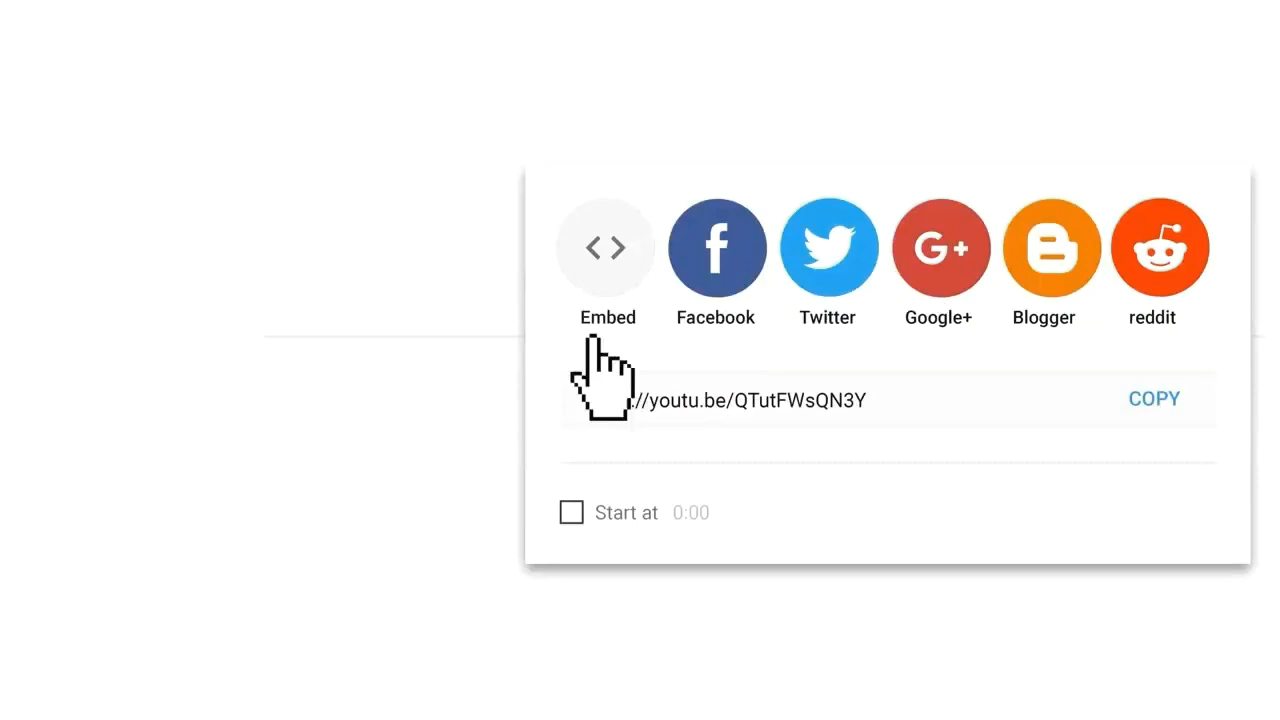 Embed Facebook Twitter Google+ Blogger reddit
://youtu.be/QTutFWsQN3Y COPY
Start at 0:00